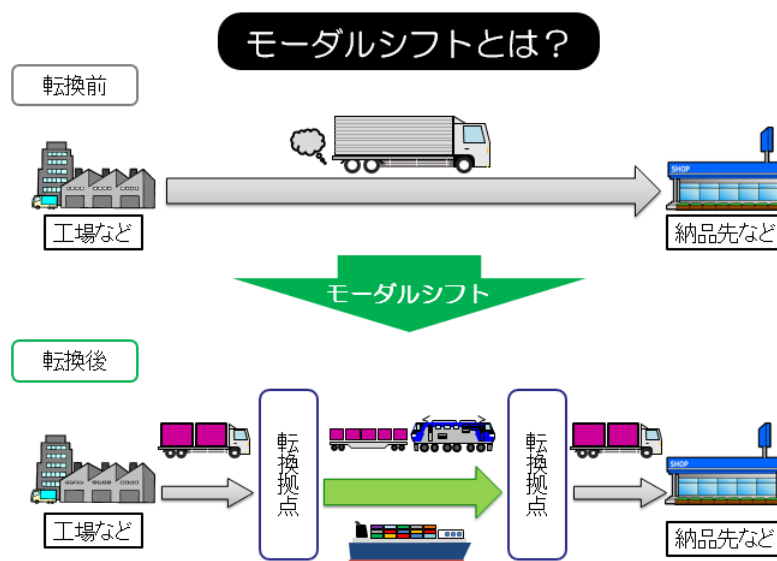 モーダルシフトとは？
転換前
SHOP
工場など
納品先など
モーダルシフト
転換後
転換拠点
転換拠点
SHOP
工場など
納品先など